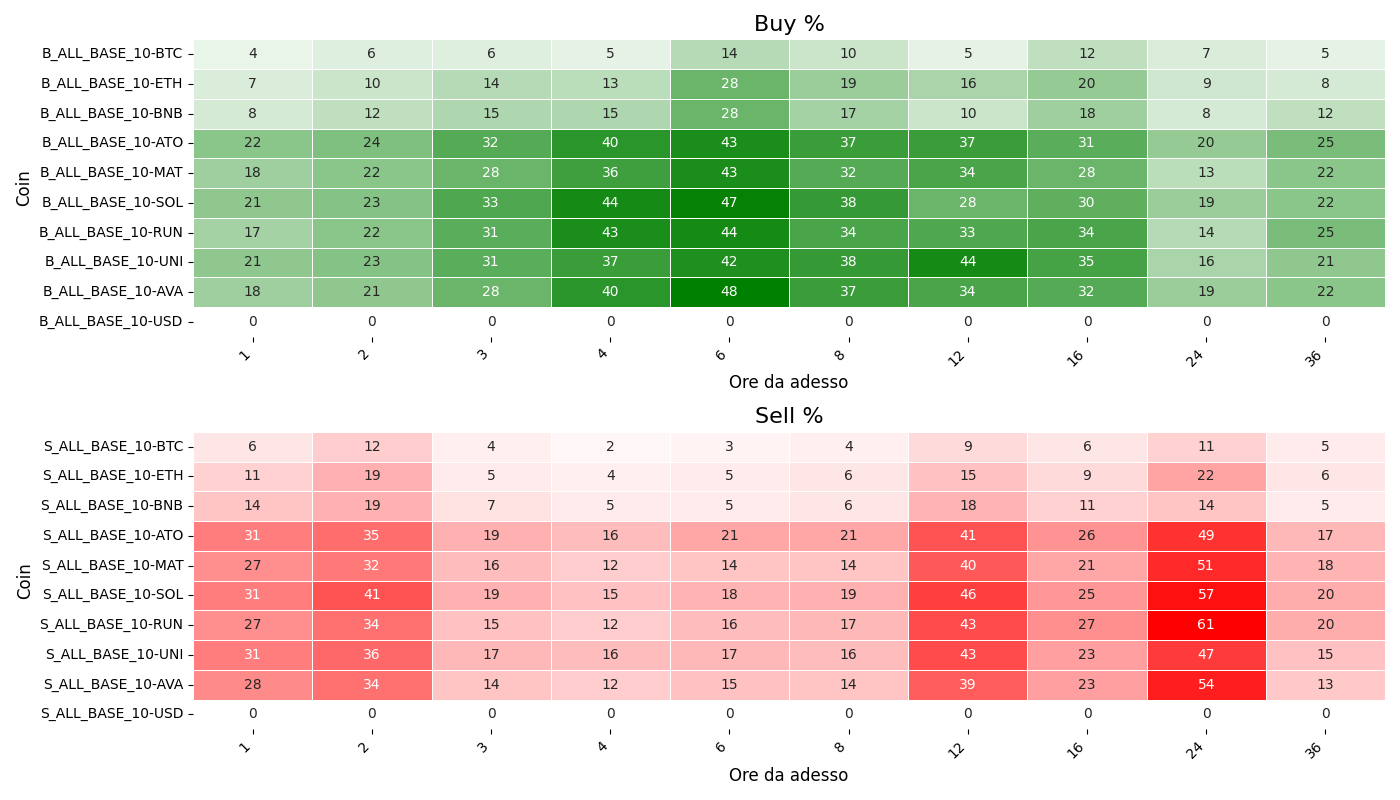 Buy %
B_ALL_BASE_10-BTC 4 6 6 5 14 10 5 12 7 5
B_ALL_BASE_10-ETH 7 10 14 13 28 19 16 20 9 8
B_ALL_BASE_10-BNB 8 12 15 15 28 17 10 18 8 12
B_ALL_BASE_10-ATO 22 24 32 40 43 37 37 31 20 25
B_ALL_BASE_10-MAT 18 22 28 36 43 32 34 28 13 22
B_ALL_BASE_10-SOL 21 23 33 44 47 38 28 30 19 22
B_ALL_BASE_10-RUN 17 22 31 43 44 34 33 34 14 25
B_ALL_BASE_10-UNI 21 23 31 37 42 38 44 35 16 21
B_ALL_BASE_10-AVA 18 21 28 40 48 37 34 32 19 22
B_ALL_BASE_10-USD 0 0 0 0 0 0 0 0 0 0
Coin
1 2 3 4 6 8 12 16 24 36
Ore da adesso
Sell %
S_ALL_BASE_10-BTC 6 12 4 2 3 4 9 6 11 5
S_ALL_BASE_10-ETH 11 19 5 4 5 6 15 9 22 6
S_ALL_BASE_10-BNB 14 19 7 5 5 6 18 11 14 5
S_ALL_BASE_10-ATO 31 35 19 16 21 21 41 26 49 17
S_ALL_BASE_10-MAT 27 32 16 12 14 14 40 21 51 18
S_ALL_BASE_10-SOL 31 41 19 15 18 19 46 25 57 20
S_ALL_BASE_10-RUN 27 34 15 12 16 17 43 27 61 20
S_ALL_BASE_10-UNI 31 36 17 16 17 16 43 23 47 15
S_ALL_BASE_10-AVA 28 34 14 12 15 14 39 23 54 13
S_ALL_BASE_10-USD 0 0 0 0 0 0 0 0 0 0
Coin
1 2 3 4 6 8 12 16 24 36
Ore da adesso